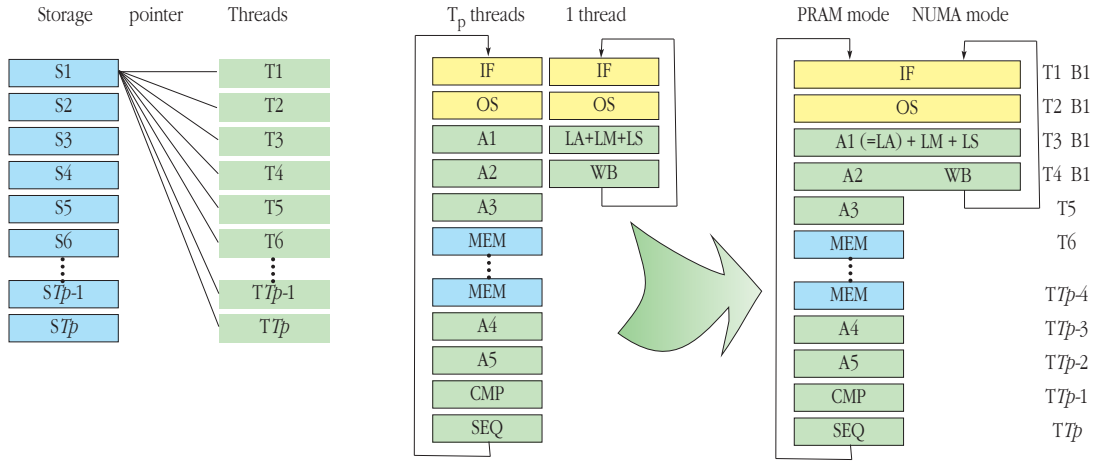 Storage pointer Threads
S1 T1
S2 T2
S3 T3
S4 T4
S5 T5
S6 T6
STp-1 TTp-1
STp TTp
Tp threads 1 thread
IF IF
OS OS
A1 LA+LM+LS
A2 WB
A3
MEM
MEM
A4
A5
CMP
SEQ
PRAM mode NUMA mode
IF T1 B1
OS T2 B1
A1 (=LA) + LM + LS T3 B1
A2 WB T4 B1
A3 T5
MEM T6
MEM TTp-4
A4 TTp-3
A5 TTp-2
CMP TTp-1
SEQ TTp